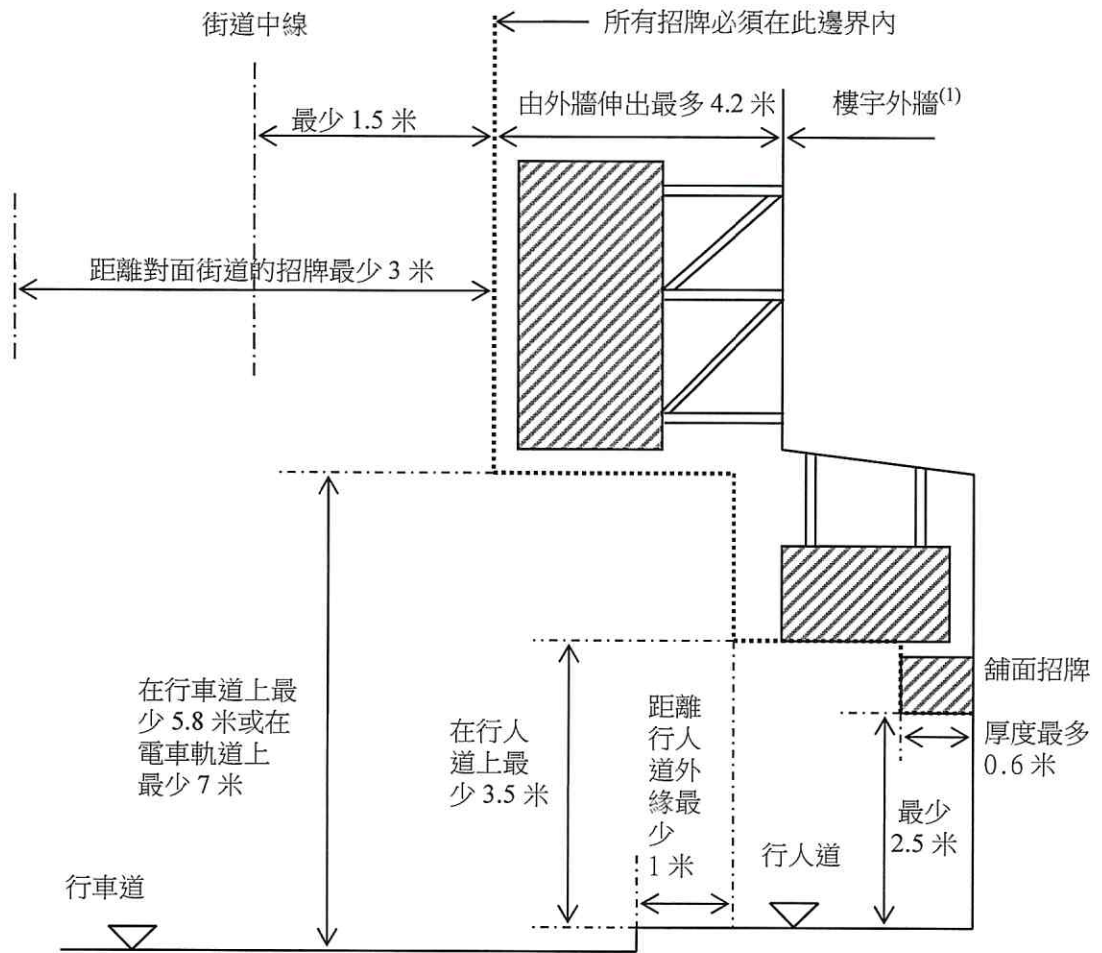 街道中線
所有招牌必須在此邊界內
最少 1.5 米
由外牆伸出最多 4.2 米
樓宇外牆(1)
距離對面街道的招牌最少 3 米
在行車道上最
少 5.8 米或在
電車軌道上
最少 7 米
在行人
道上最
少 3.5 米
距離
行人
道外
緣最
少
1 米
舖面招牌
厚度最多
0.6 米
最少
2.5 米
行車道
行人道